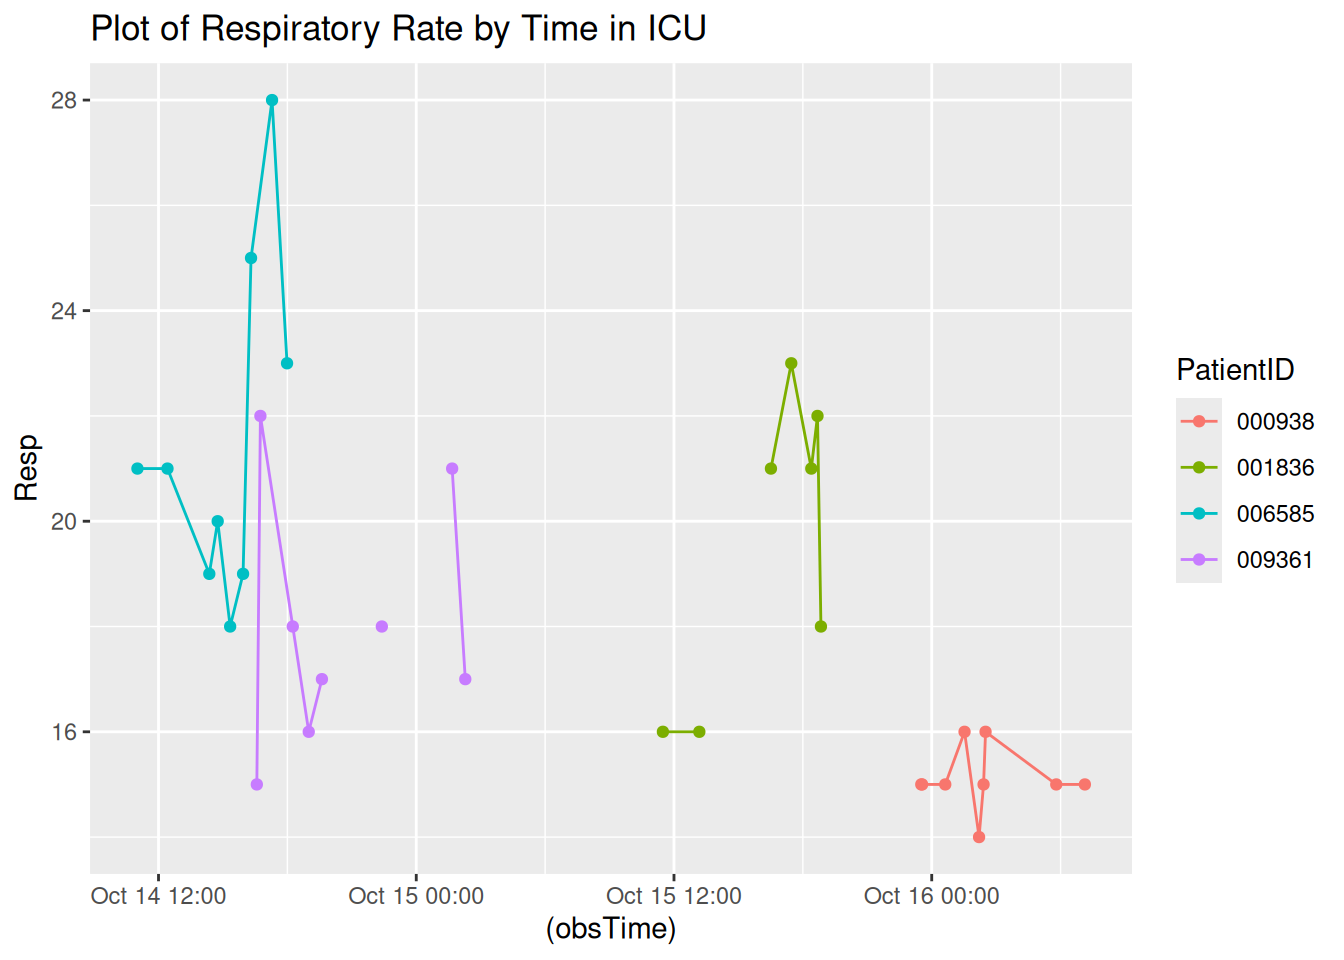 Plot of Respiratory Rate by Time in ICU
28
24
20
16
Resp
Oct 14 12:00
Oct 15 00:00
Oct 15 12:00
Oct 16 00:00
(obsTime)
PatientID
000938
001836
006585
009361